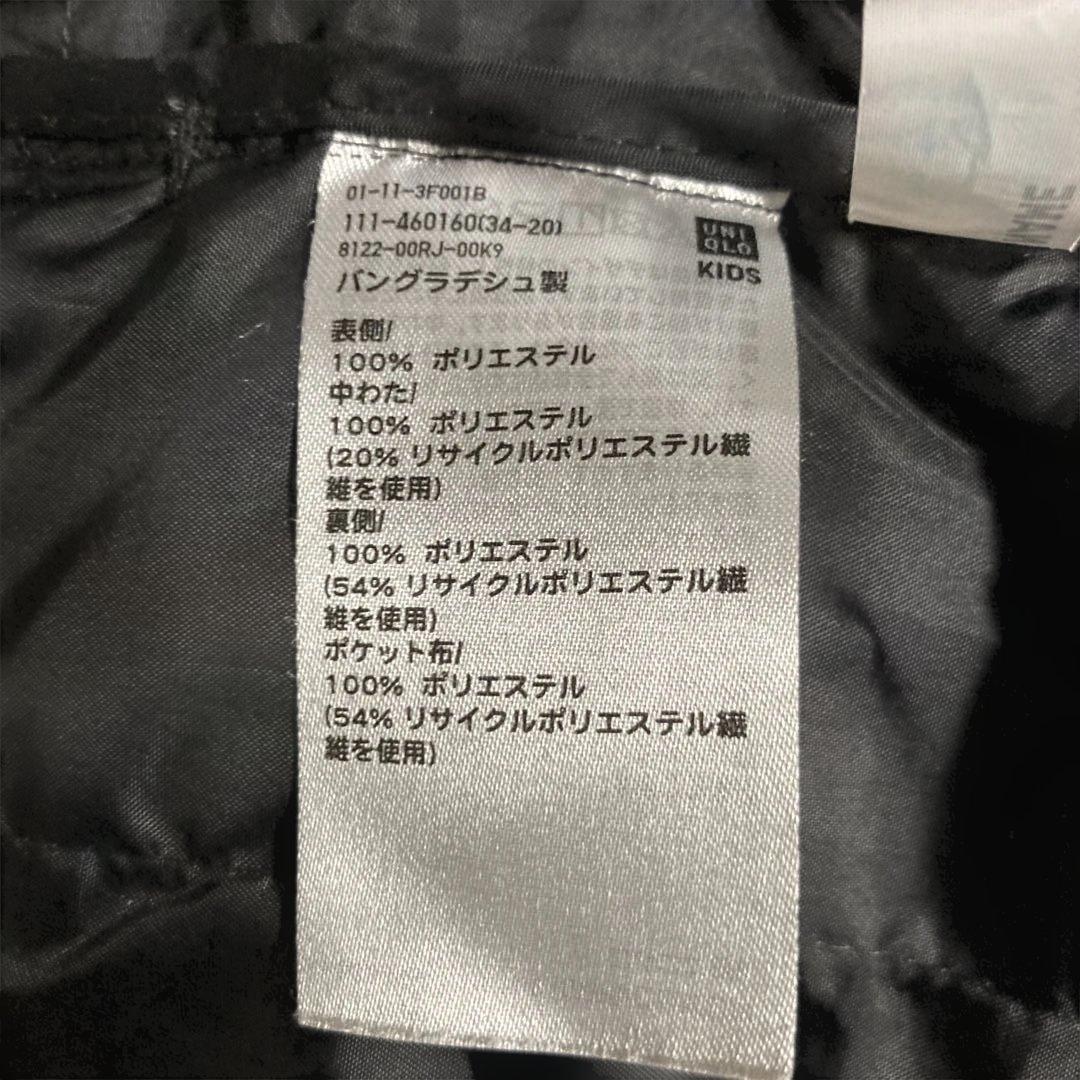 01-11-3F001B
111-460160(34-20)
8122-00RJ-00K9
バングラデシュ製
UNI
QLO
KIDS
表側/
100% ポリエステル
中わた/
100% ポリエステル
(20% リサイクルポリエステル繊
維を使用)
裏側/
100% ポリエステル
(54% リサイクルポリエステル繊
維を使用)
ポケット布/
100% ポリエステル
(54% リサイクルポリエステル繊
維を使用)